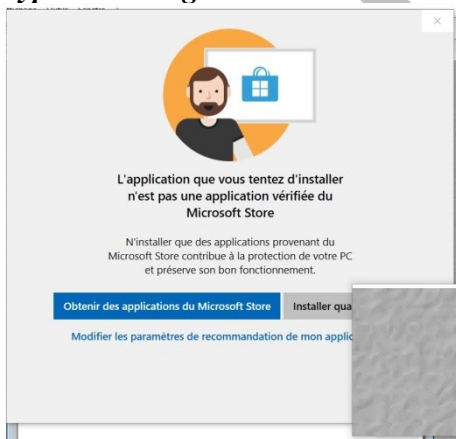 L'application que vous tentez d'installer
n'est pas une application vérifiée du
Microsoft Store
N'installer que des applications provenant du
Microsoft Store contribue à la protection de votre PC
et préserve son bon fonctionnement.
Obtenir des applications du Microsoft Store
Installer
Modifier les paramètres de recommandation de mon